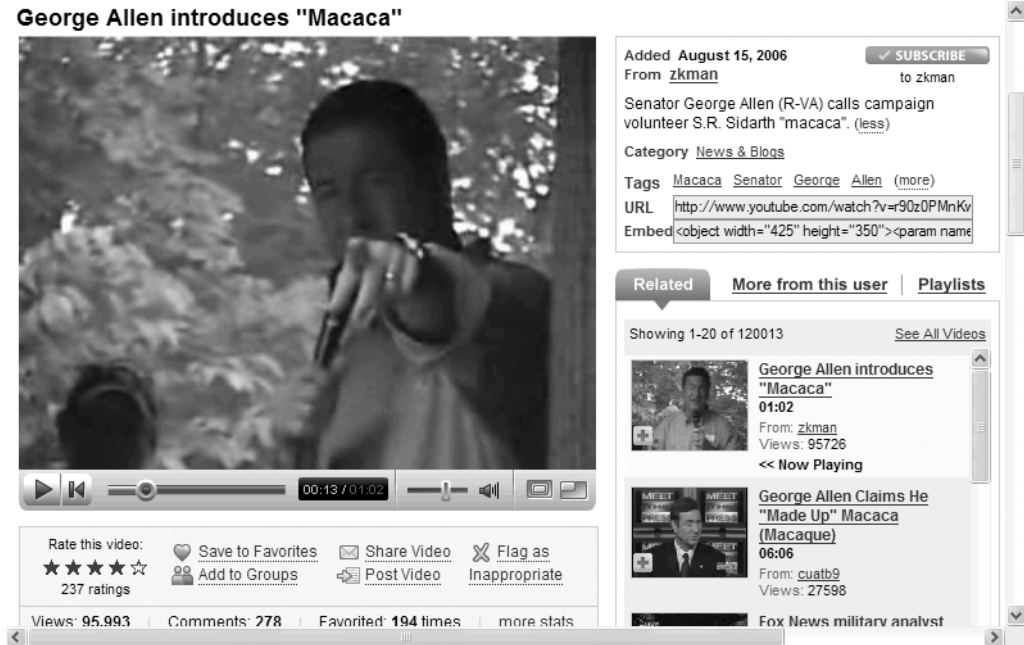 George Allen introduces "Macaca"
00:13 / 01:02
Rate this video:
237 ratings
Save to Favorites
Add to Groups
Share Video
Post Video
Flag as
Inappropriate
Views: 95,993 | Comments: 278 | Favorited: 194 times | more stats
Added August 15, 2006
From zkman
SUBSCRIBE
to zkman
Senator George Allen (R-VA) calls campaign
volunteer S.R. Sidarth "macaca". (less)
Category News & Blogs
Tags Macaca Senator George Allen (more)
URL http://www.youtube.com/watch?v=r90z0PMnKv
Embed <object width="425" height="350"><param name
Related More from this user | Playlists
Showing 1-20 of 120013 See All Videos
George Allen introduces
"Macaca"
01:02
From: zkman
Views: 95726
<< Now Playing
MEET MEET
THE
PRESS PRESS
George Allen Claims He
"Made Up" Macaca
(Macaque)
06:06
From: cuatb9
Views: 27598
Fox News military analyst